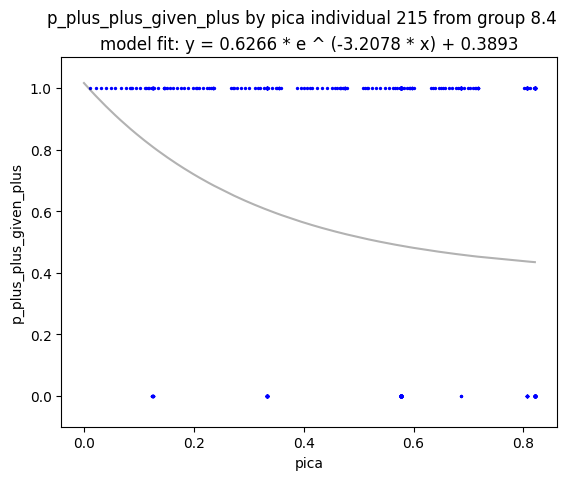 p_plus_plus_given_plus by pica individual 215 from group 8.4
model fit: y = 0.6266 * e ^ (-3.2078 * x) + 0.3893
p_plus_plus_given_plus
1.0
0.8
0.6
0.4
0.2
0.0
0.0 0.2 0.4 0.6 0.8
pica